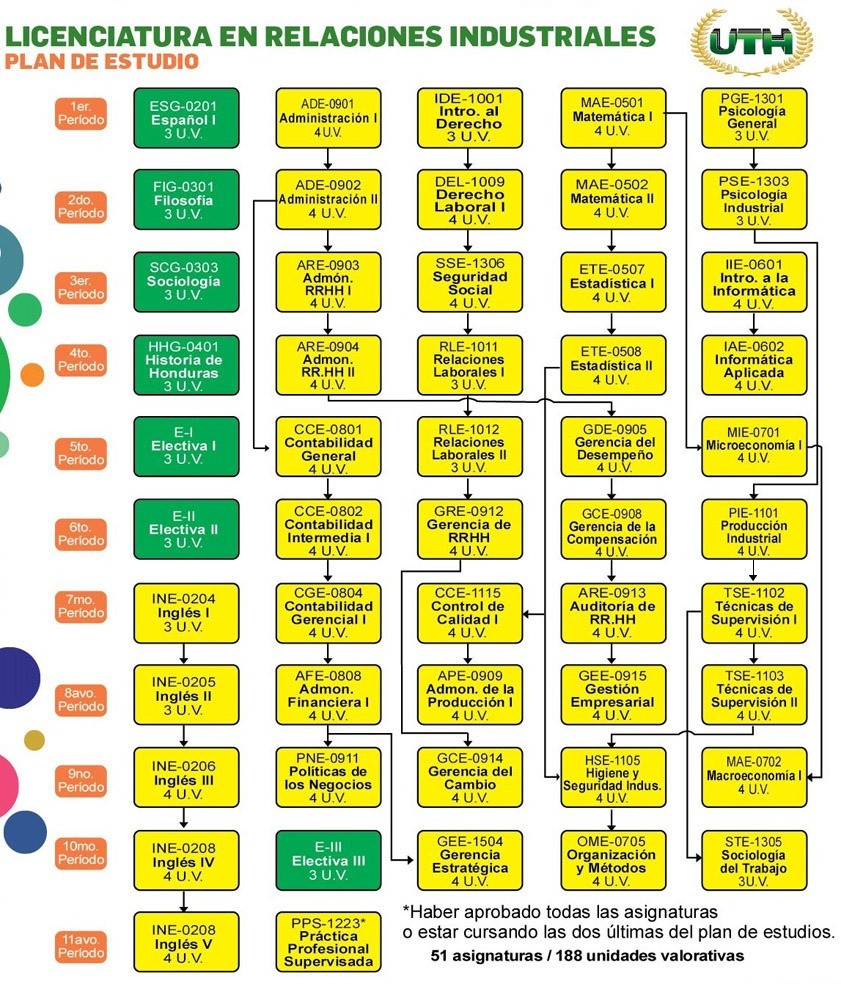 LICENCIATURA EN RELACIONES INDUSTRIALES
PLAN DE ESTUDIO
UTH
1er.
Período
ESG-0201
Español I
3 U.V.
ADE-0901
Administración I
4 U.V.
IDE-1001
Intro. al
Derecho
3 U.V.
MAE-0501
Matemática I
4 U.V.
PGE-1301
Psicología
General
3 U.V.
2do.
Período
FIG-0301
Filosofía
3 U.V.
ADE-0902
Administración II
4 U.V.
DEL-1009
Derecho
Laboral I
4 U.V.
MAE-0502
Matemática II
4 U.V.
PSE-1303
Psicología
Industrial
3 U.V.
3er.
Período
SCG-0303
Sociología
3 U.V.
ARE-0903
Admón.
RRHH I
4 U.V.
SSE-1306
Seguridad
Social
4 U.V.
ETE-0507
Estadística I
4 U.V.
IIE-0601
Intro. a la
Informática
4 U.V.
4to.
Período
HHG-0401
Historia de
Honduras
3 U.V.
ARE-0904
Admon.
RR.HH II
4 U.V.
RLE-1011
Relaciones
Laborales I
3 U.V.
ETE-0508
Estadística II
4 U.V.
IAE-0602
Informática
Aplicada
4 U.V.
5to.
Período
E-I
Electiva I
3 U.V.
CCE-0801
Contabilidad
General
4 U.V.
RLE-1012
Relaciones
Laborales II
3 U.V.
GDE-0905
Gerencia del
Desempeño
4 U.V.
MIE-0701
Microeconomía I
4 U.V.
6to.
Período
E-II
Electiva II
3 U.V.
CCE-0802
Contabilidad
Intermedia I
4 U.V.
GRE-0912
Gerencia de
RRHH
4 U.V.
GCE-0908
Gerencia de la
Compensación
4 U.V.
PIE-1101
Producción
Industrial
4 U.V.
7mo.
Período
INE-0204
Inglés I
3 U.V.
CGE-0804
Contabilidad
Gerencial I
4 U.V.
CCE-1115
Control de
Calidad I
4 U.V.
ARE-0913
Auditoría de
RR.HH
4 U.V.
TSE-1102
Técnicas de
Supervisión I
4 U.V.
8avo.
Período
INE-0205
Inglés II
3 U.V.
AFE-0808
Admon.
Financiera I
4 U.V.
APE-0909
Admon. de la
Producción I
4 U.V.
GEE-0915
Gestión
Empresarial
4 U.V.
TSE-1103
Técnicas de
Supervisión II
4 U.V.
9no.
Período
INE-0206
Inglés III
4 U.V.
PNE-0911
Políticas de
los Negocios
4 U.V.
GCE-0914
Gerencia del
Cambio
4 U.V.
HSE-1105
Higiene y
Seguridad Indus.
4 U.V.
MAE-0702
Macroeconomía I
4 U.V.
10mo.
Período
INE-0208
Inglés IV
4 U.V.
E-III
Electiva III
3 U.V.
GEE-1504
Gerencia
Estratégica
4 U.V.
OME-0705
Organización
y Métodos
4 U.V.
STE-1305
Sociología
del Trabajo
3U.V.
11avo.
Período
INE-0208
Inglés V
4 U.V.
PPS-1223*
Práctica
Profesional
Supervisada
*Haber aprobado todas las asignaturas
o estar cursando las dos últimas del plan de estudios.
51 asignaturas / 188 unidades valorativas